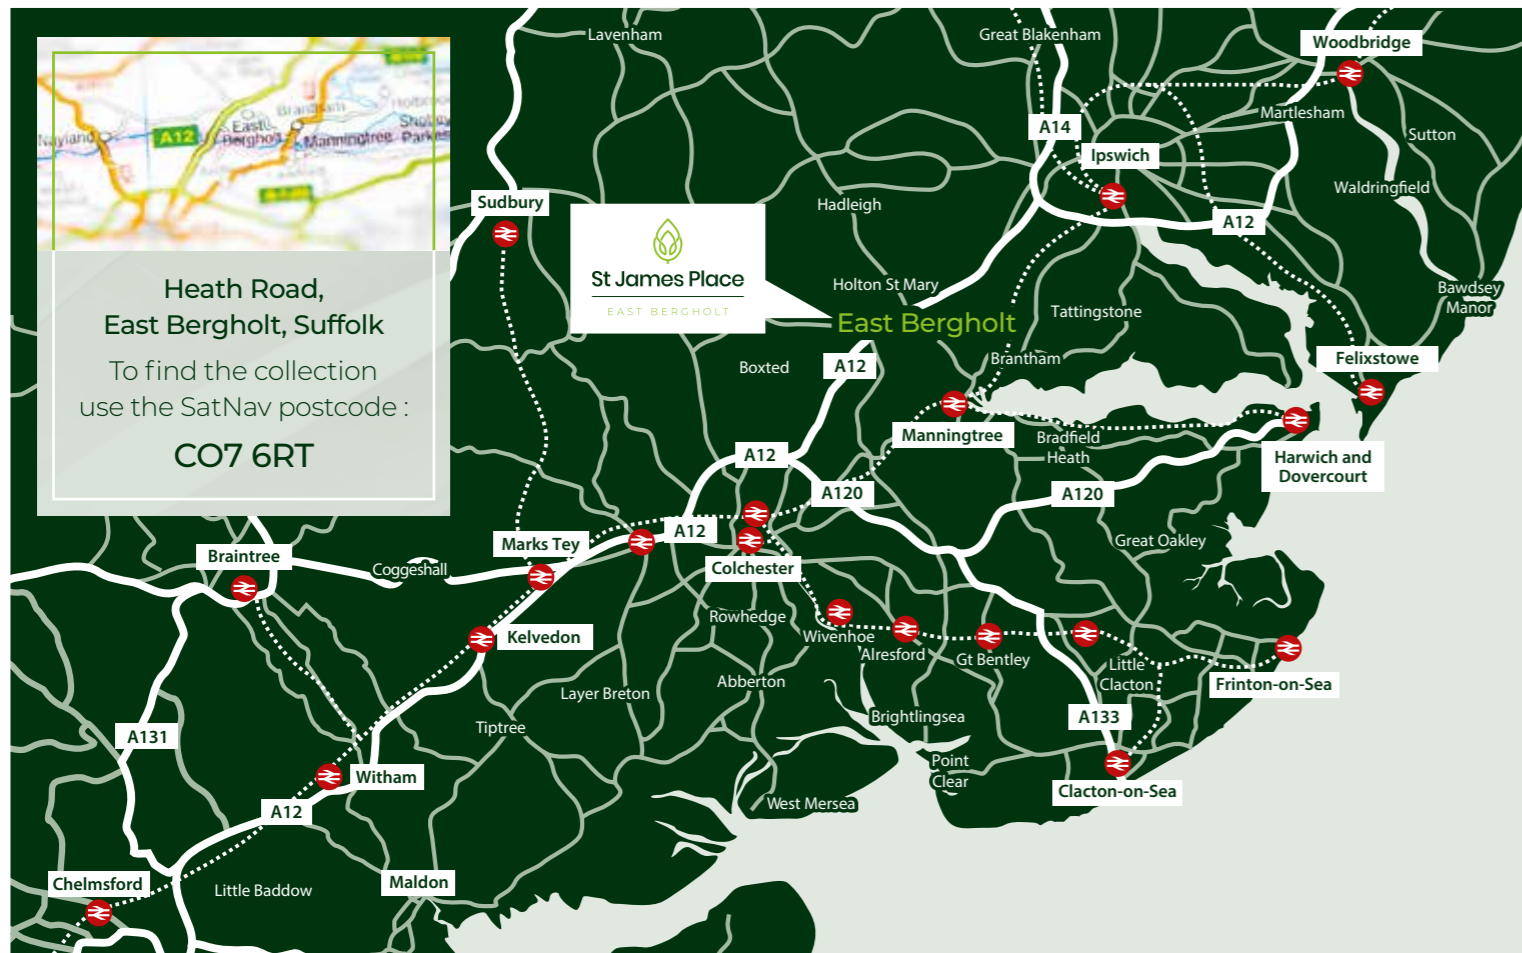 Nayland
A12
East
Bergholt
Brantham
Manningtree
Heath Road,
East Bergholt, Suffolk
To find the collection
use the SatNav postcode :
CO7 6RT
Lavenham
Great Blakenham
Woodbridge
A14
Martlesham
Sutton
Ipswich
Waldringfield
Sudbury
Hadleigh
A12
St James Place
EAST BERGHOLT
Holton St Mary
Bawdsey
Manor
Tattingstone
East Bergholt
Boxted
A12
Brantham
Felixstowe
Manningtree
Bradfield
Heath
Harwich and
Dovercourt
A12
A120
A120
A12
Marks Tey
Great Oakley
Braintree
Coggeshall
Colchester
Rowhedge
Wivenhoe
Kelvedon
Alresford
Gt Bentley
Little
Clacton
Frinton-on-Sea
Layer Breton
Abberton
Brightlingsea
A133
Tiptree
A131
Point
Clear
Witham
Clacton-on-Sea
West Mersea
A12
Chelmsford
Little Baddow
Maldon